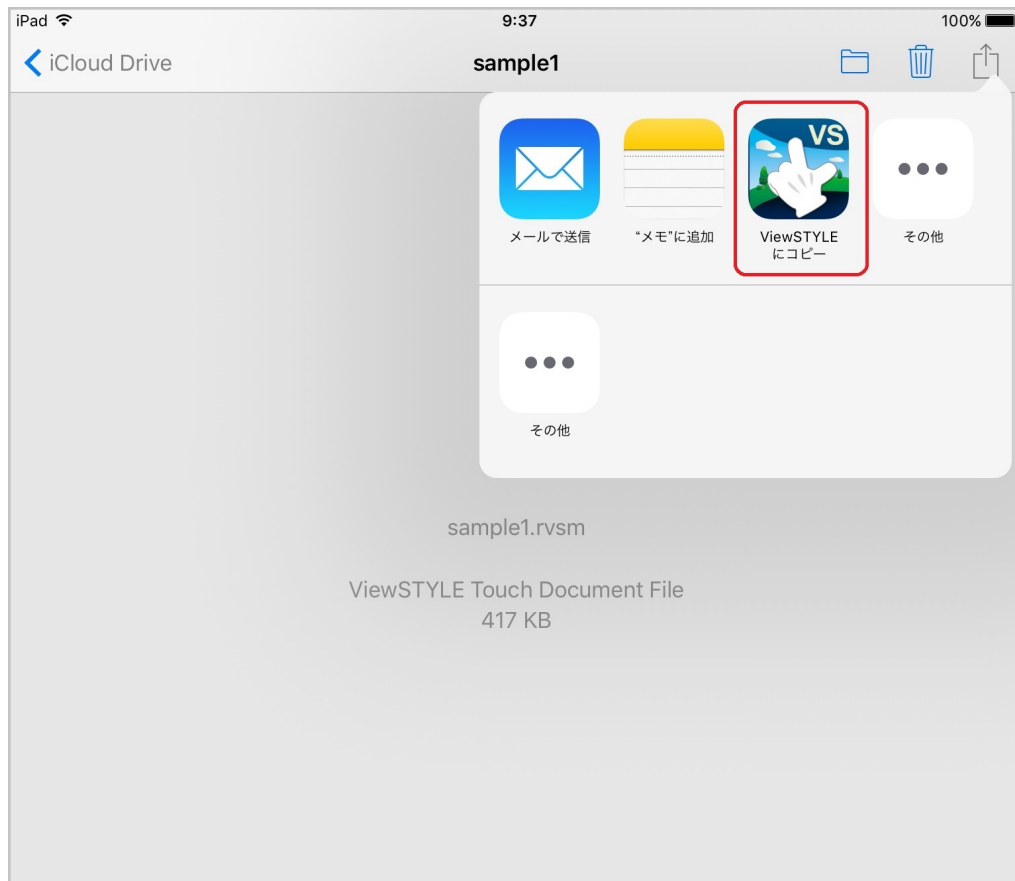 iPad 9:37 100%
iCloud Drive sample1
VS
メールで送信 “メモ”に追加 ViewSTYLE
にコピー その他
その他
sample1.rvsm
ViewSTYLE Touch Document File
417 KB